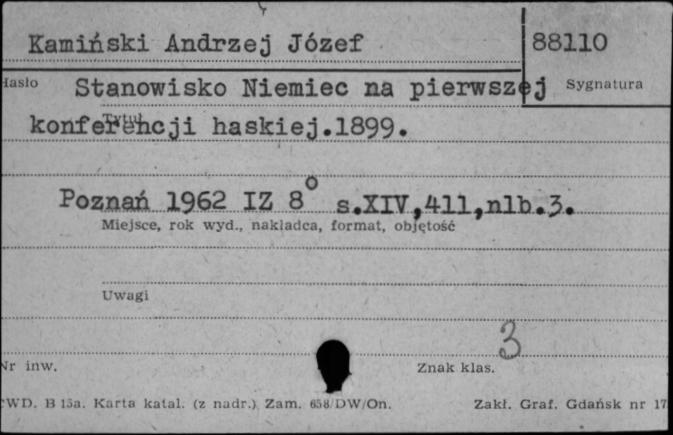 Kamiński Andrzej Józef
88110
Hasło
Stanowisko Niemiec na pierwszej
Sygnatura
Tytuł
konferencji haskiej.1899.
Poznań 1962 IZ 8° s.XIV,411,nlb.3.
Miejsce, rok wyd., nakładca, format, objętość
Uwagi
3
Nr inw.
Znak klas.
CWD. B 15a. Karta katal. (z nadr.) Zam. 658/DW/On.
Zakł. Graf. Gdańsk nr 17